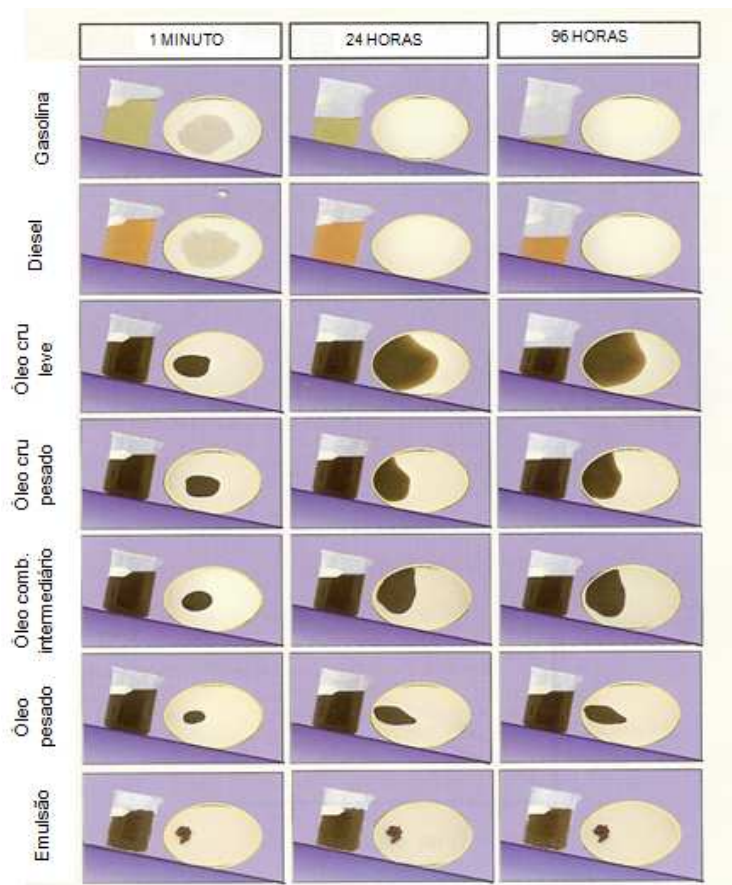 1 MINUTO
24 HORAS
96 HORAS
Gasolina
Diesel
Óleo cru
leve
Óleo cru
pesado
Óleo comb.
intermediário
Óleo
pesado
Emulsão